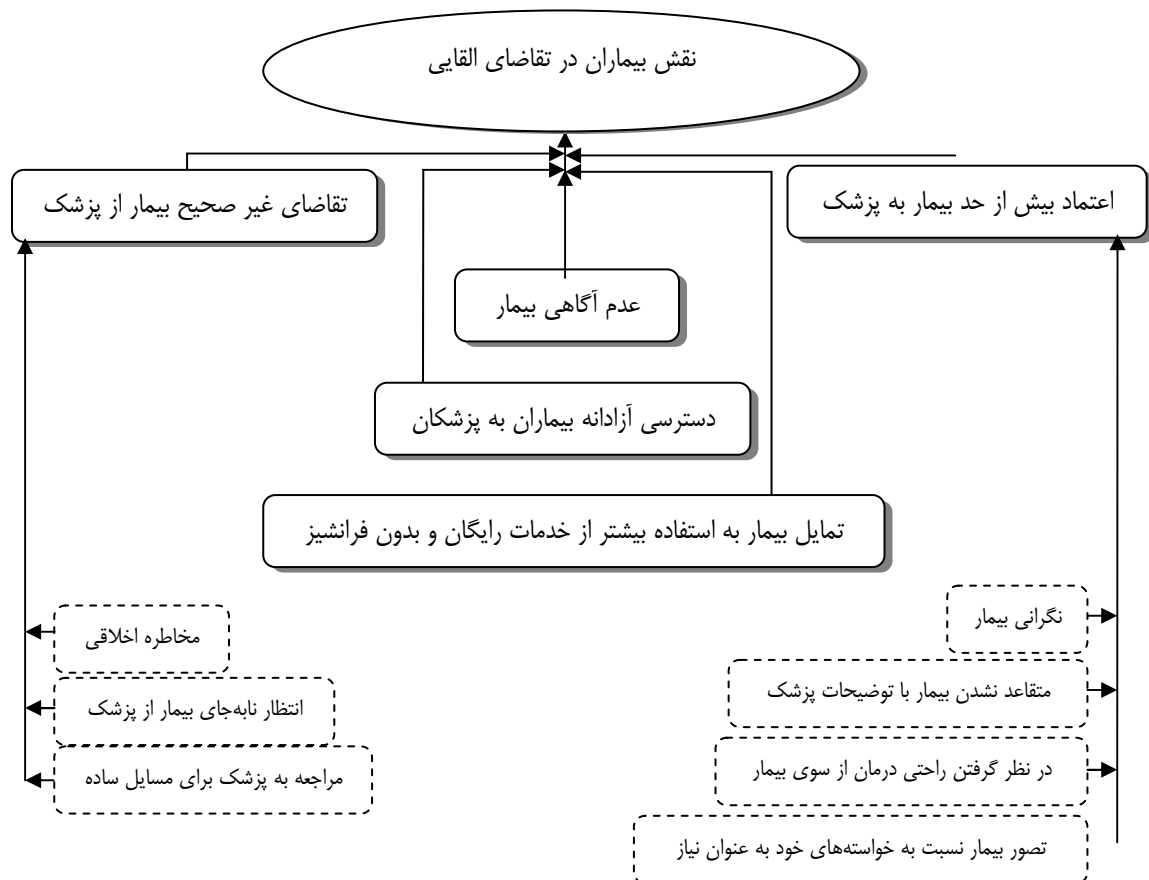 نقش بیماران در تقاضای القایی
اعتماد بیش از حد بیمار به پزشک
تقاضای غیر صحیح بیمار از پزشک
عدم آگاهی بیمار
دسترسی آزادانه بیماران به پزشکان
تمایل بیمار به استفاده بیشتر از خدمات رایگان و بدون فرانشیز
نگرانی بیمار
متقاعد نشدن بیمار با توضیحات پزشک
در نظر گرفتن راحتی درمان از سوی بیمار
تصور بیمار نسبت به خواسته‌های خود به عنوان نیاز
مخاطره اخلاقی
انتظار نابه‌جای بیمار از پزشک
مراجعه به پزشک برای مسایل ساده